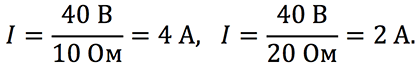 I = 40 В / 10 Ом = 4 А, I = 40 В / 20 Ом = 2 А.